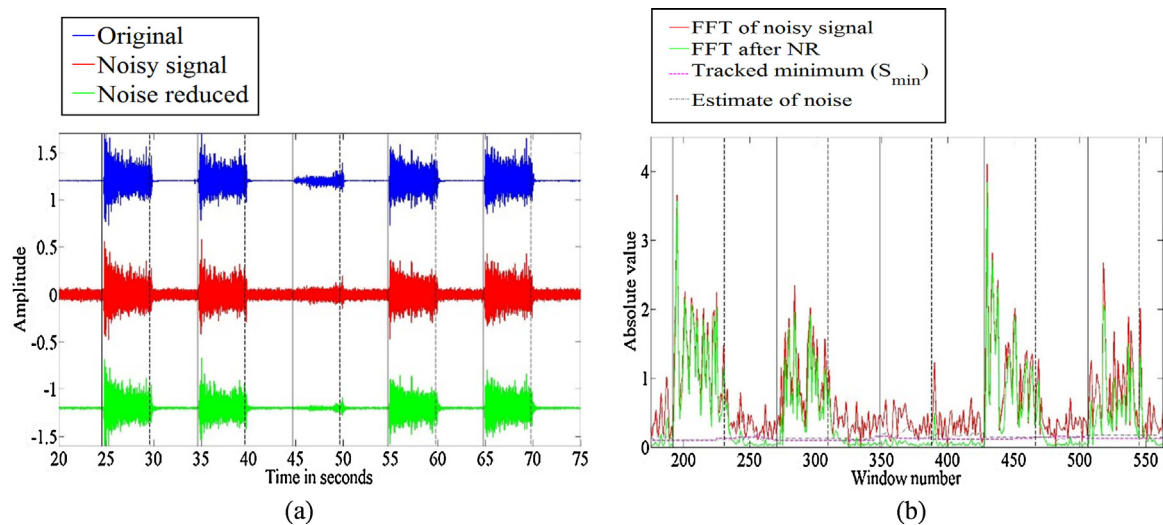 Original
Noisy signal
Noise reduced
1.5
1
0.5
0
-0.5
-1
-1.5
Amplitude
20 25 30 35 40 45 50 55 60 65 70 75
Time in seconds
(a)
FFT of noisy signal
FFT after NR
Tracked minimum (Smin)
Estimate of noise
4
3
2
1
0
Absolute value
200 250 300 350 400 450 500 550
Window number
(b)